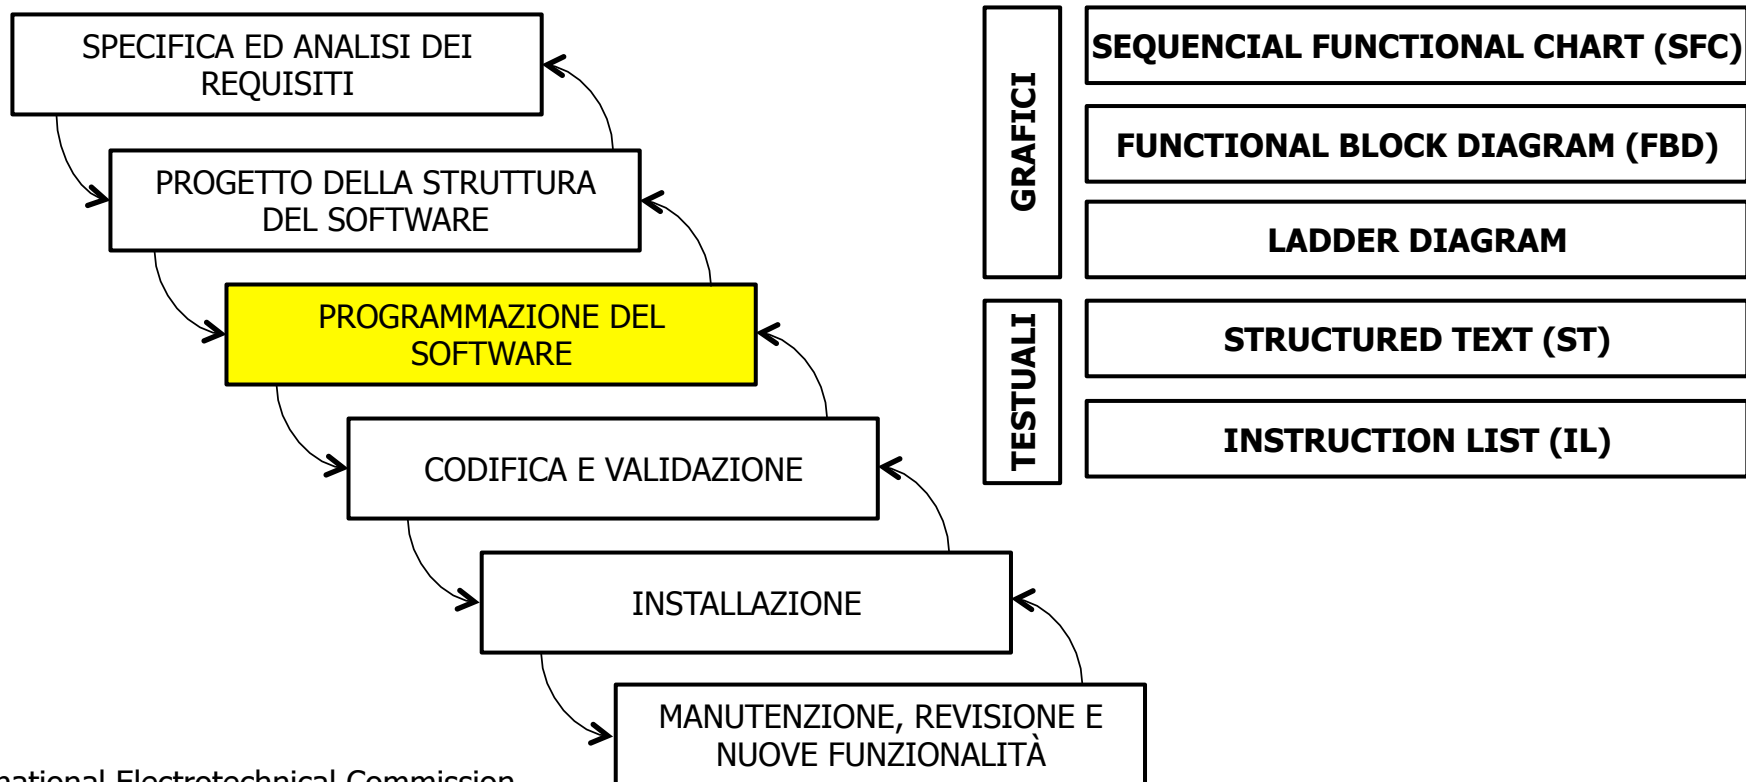 SPECIFICA ED ANALISI DEI
REQUISITI
PROGETTO DELLA STRUTTURA
DEL SOFTWARE
PROGRAMMAZIONE DEL
SOFTWARE
CODIFICA E VALIDAZIONE
INSTALLAZIONE
MANUTENZIONE, REVISIONE E
NUOVE FUNZIONALITÀ
GRAFICI
SEQUENCIAL FUNCTIONAL CHART (SFC)
FUNCTIONAL BLOCK DIAGRAM (FBD)
LADDER DIAGRAM
TESTUALI
STRUCTURED TEXT (ST)
INSTRUCTION LIST (IL)
Electrotechnical Commission